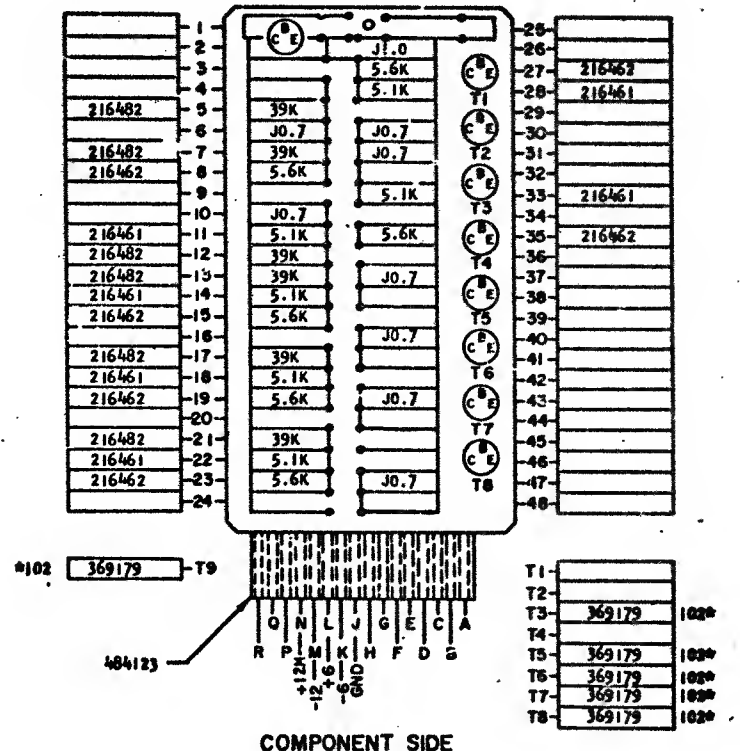 1
2 C B E J1.0
3 5.6K
4 5.1K
216482 5 39K
6 J0.7 J0.7
216482 7 39K J0.7
216462 8 5.6K
9 5.1K
10 J0.7
216461 11 5.1K 5.6K
216482 12 39K
216482 13 39K J0.7
216461 14 5.1K
216462 15 5.6K
16 J0.7
216482 17 39K
216461 18 5.1K
216462 19 5.6K J0.7
20
216482 21 39K
216461 22 5.1K
216462 23 5.6K J0.7
24
C B E T1
C B E T2
C B E T3
C B E T4
C B E T5
C B E T6
C B E T7
C B E T8
25
26
27 216462
28 216461
29
30
31
32
33 216461
34
35 216462
36
37
38
39
40
41
42
43
44
45
46
47
48
*102 369179 T9
484123
R Q P N M L K J H G F E D C B A
+12M -12 +6 -6 GND
T1
T2
T3 369179 102*
T4
T5 369179 102*
T6 369179 102*
T7 369179 102*
T8 369179 102*
COMPONENT SIDE